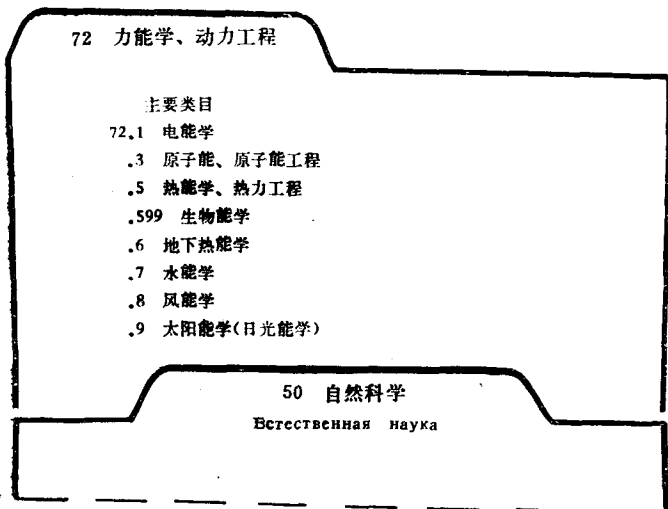 72 力能学、动力工程
主要类目
72.1 电能学
.3 原子能、原子能工程
.5 热能学、热力工程
.599 生物能学
.6 地下热能学
.7 水能学
.8 风能学
.9 太阳能学(日光能学)
50 自然科学
Естественная наука